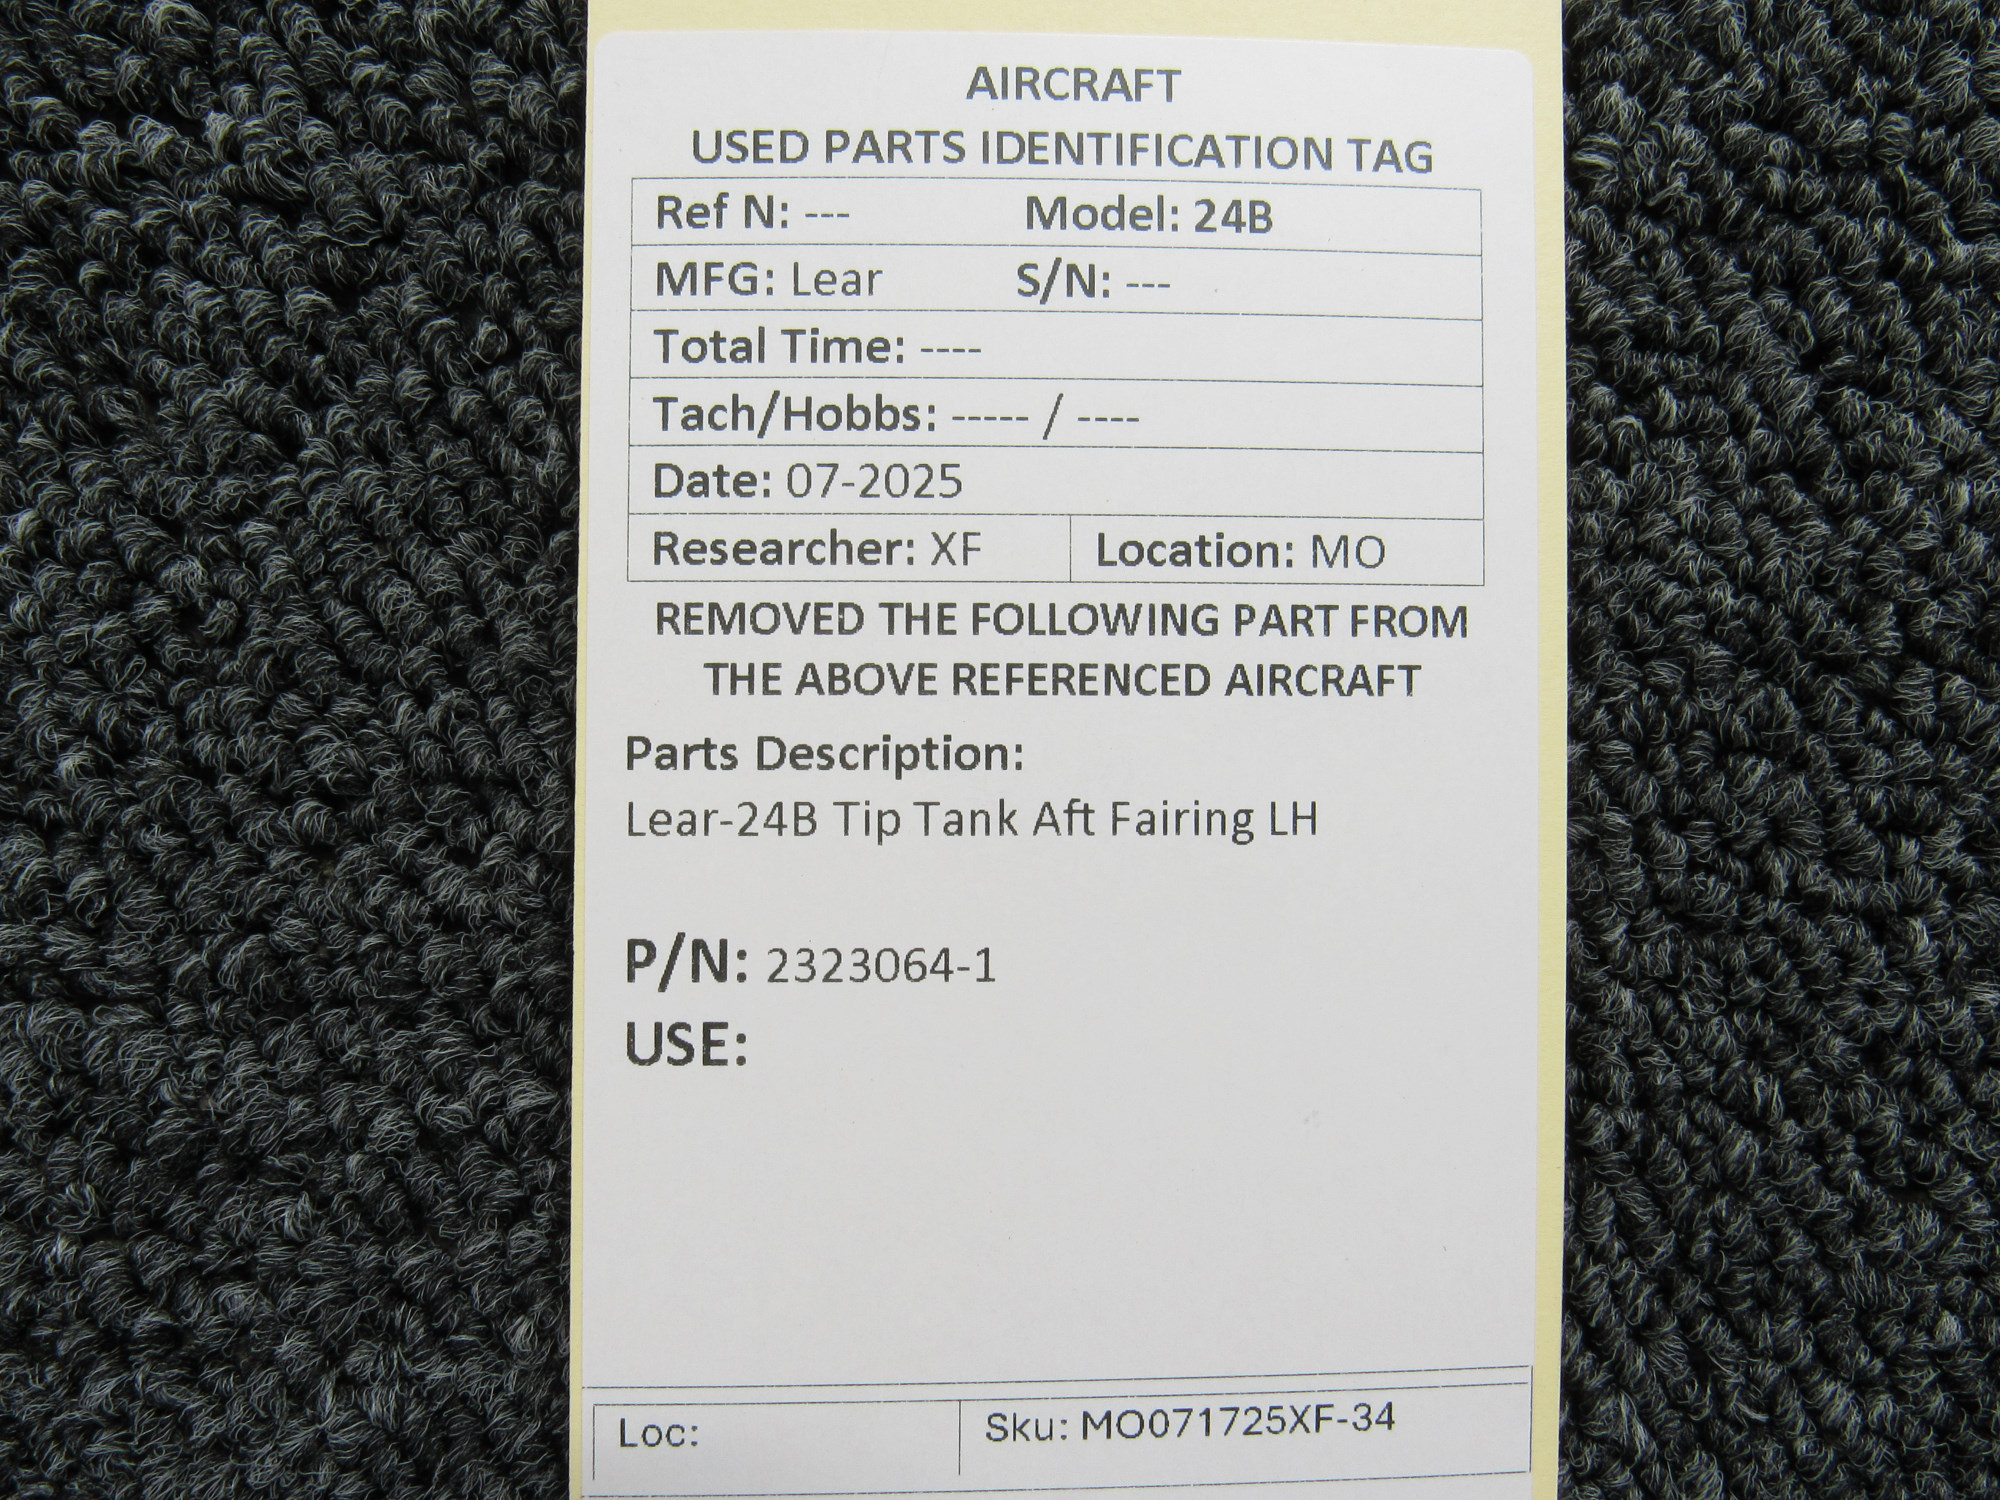 AIRCRAFT
USED PARTS IDENTIFICATION TAG
Ref N: --- Model: 24B
MFG: Lear S/N: ---
Total Time: ----
Tach/Hobbs: ----- / ----
Date: 07-2025
Researcher: XF Location: MO
REMOVED THE FOLLOWING PART FROM
THE ABOVE REFERENCED AIRCRAFT
Parts Description:
Lear-24B Tip Tank Aft Fairing LH
P/N: 2323064-1
USE:
Loc: Sku: MO071725XF-34